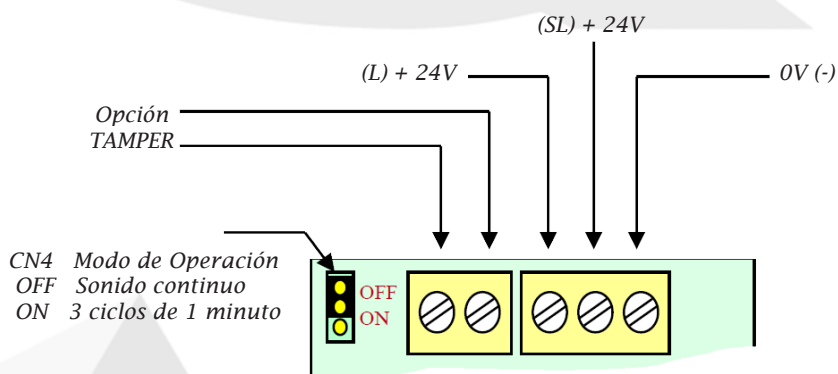 (SL) + 24V
(L) + 24V
0V (-)
Opción
TAMPER
CN4 Modo de Operación
OFF Sonido continuo
ON 3 ciclos de 1 minuto
OFF
ON